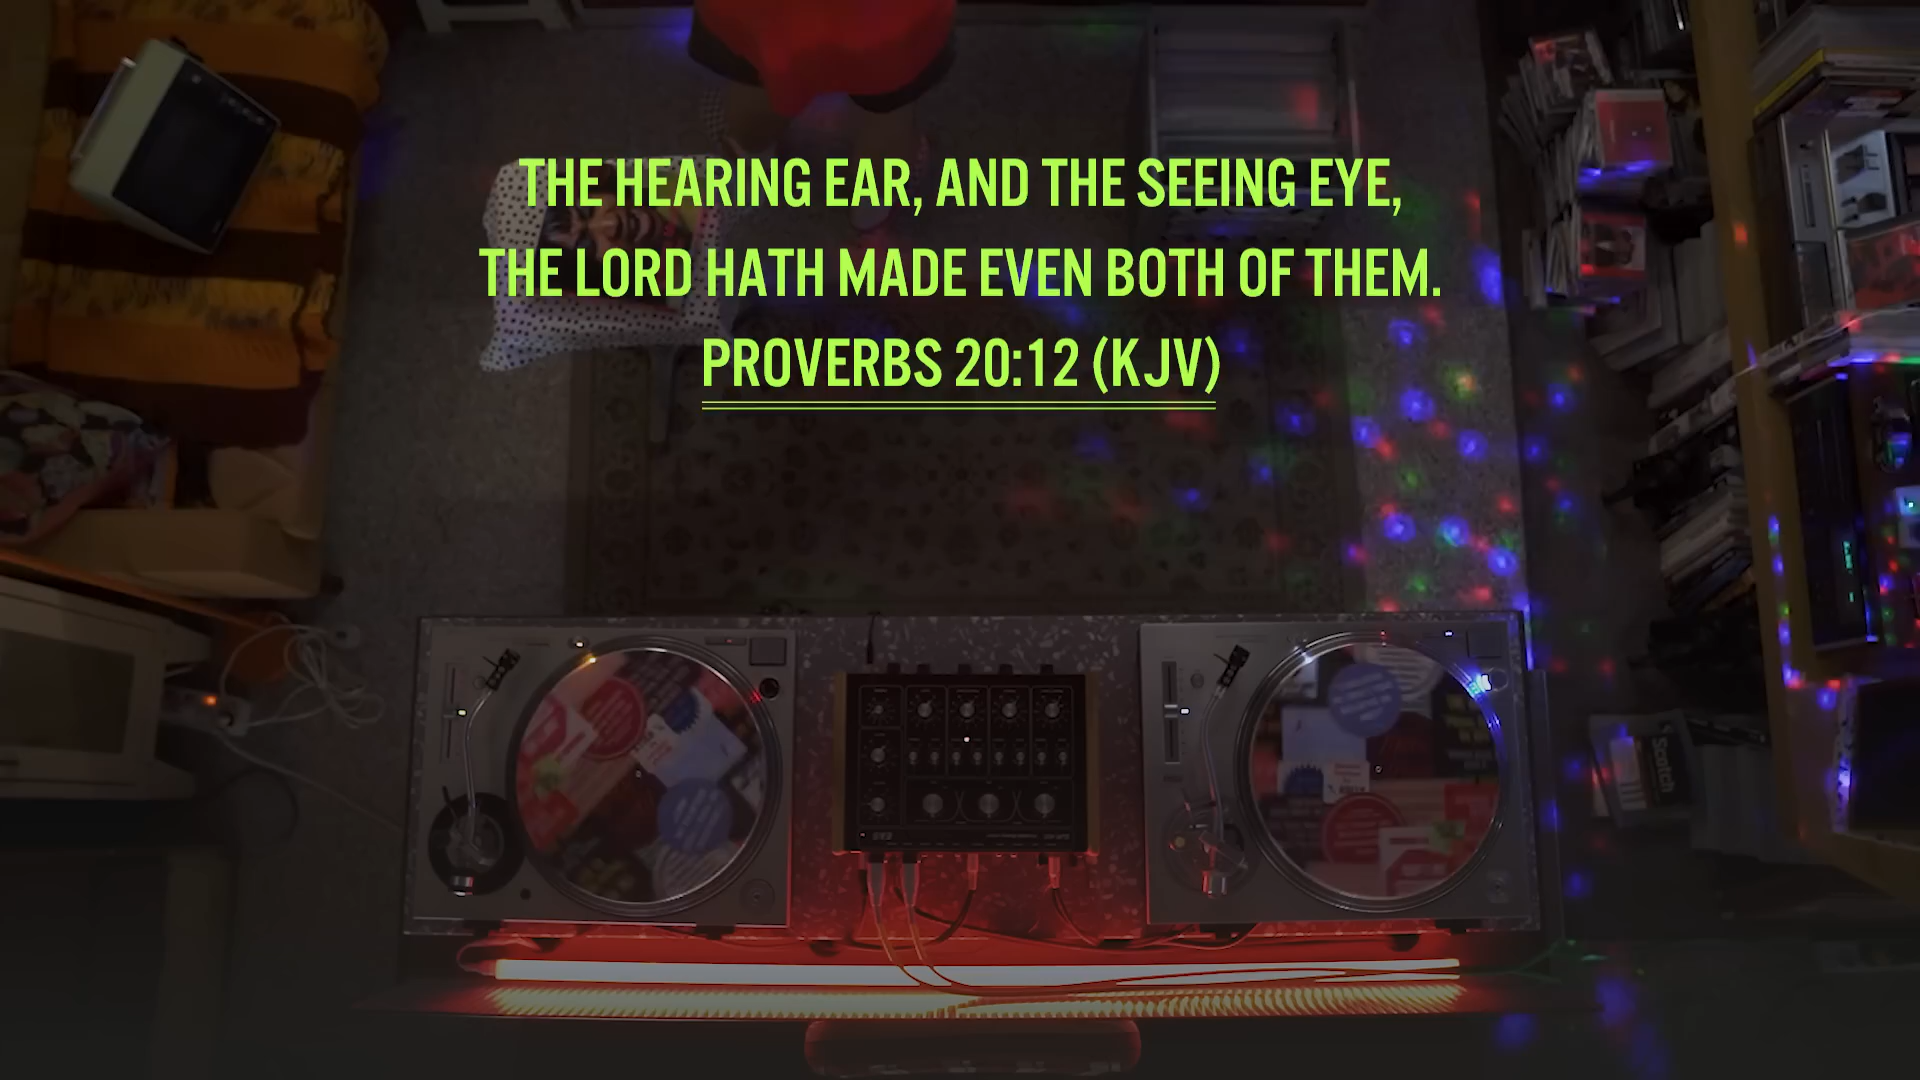 THE HEARING EAR, AND THE SEEING EYE,
THE LORD HATH MADE EVEN BOTH OF THEM.
PROVERBS 20:12 (KJV)
Scotch